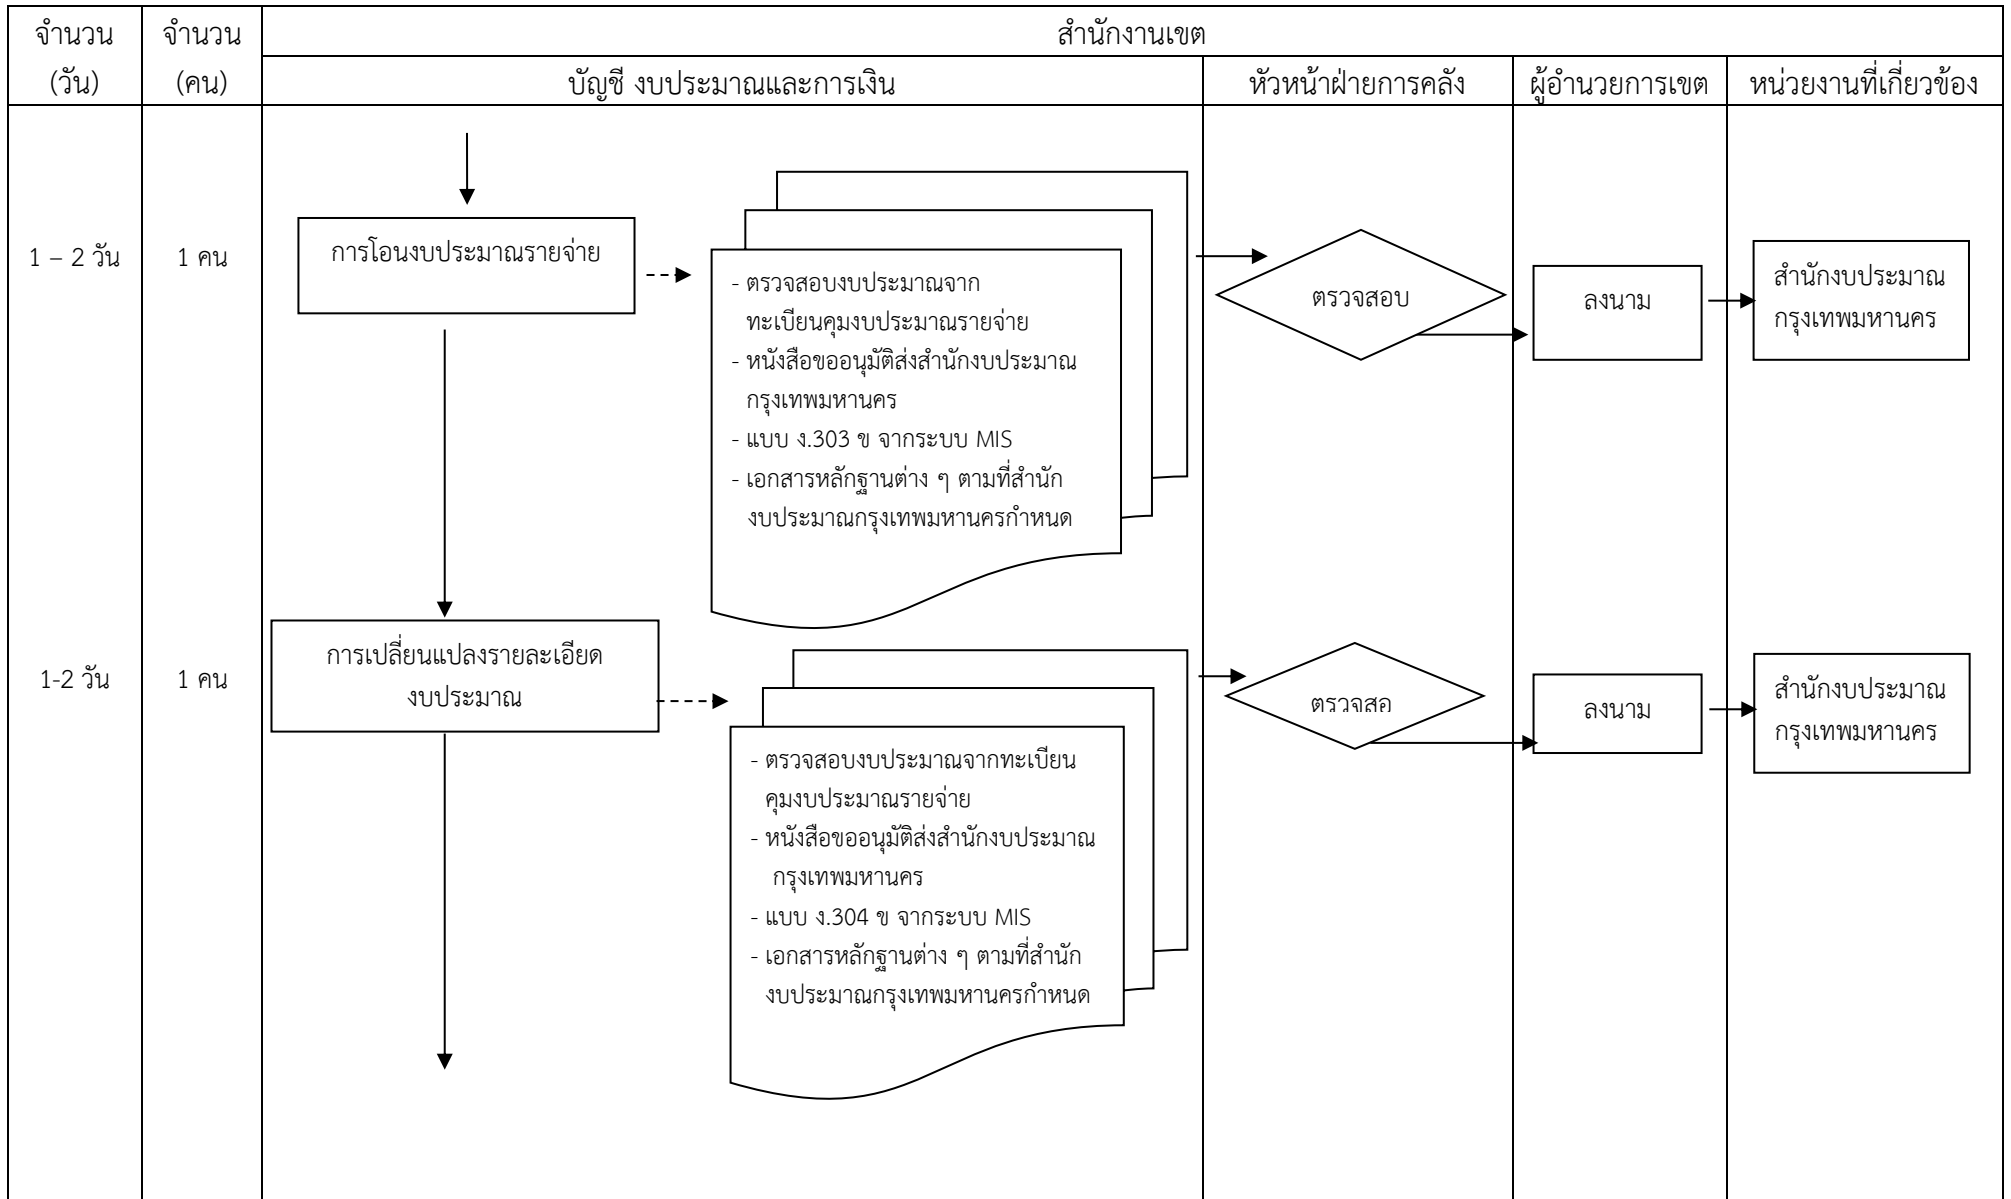 จำนวน
(วัน)
จำนวน
(คน)
สำนักงานเขต
บัญชี งบประมาณและการเงิน
หัวหน้าฝ่ายการคลัง
ผู้อำนวยการเขต
หน่วยงานที่เกี่ยวข้อง
1 – 2 วัน
1 คน
การโอนงบประมาณรายจ่าย
- ตรวจสอบงบประมาณจาก
ทะเบียนคุมงบประมาณรายจ่าย
- หนังสือขออนุมัติส่งสำนักงบประมาณ
กรุงเทพมหานคร
- แบบ ง.303 ข จากระบบ MIS
- เอกสารหลักฐานต่าง ๆ ตามที่สำนัก
งบประมาณกรุงเทพมหานครกำหนด
ตรวจสอบ
ลงนาม
สำนักงบประมาณ
กรุงเทพมหานคร
1-2 วัน
1 คน
การเปลี่ยนแปลงรายละเอียด
งบประมาณ
- ตรวจสอบงบประมาณจากทะเบียน
คุมงบประมาณรายจ่าย
- หนังสือขออนุมัติส่งสำนักงบประมาณ
กรุงเทพมหานคร
- แบบ ง.304 ข จากระบบ MIS
- เอกสารหลักฐานต่าง ๆ ตามที่สำนัก
งบประมาณกรุงเทพมหานครกำหนด
ตรวจสอ
ลงนาม
สำนักงบประมาณ
กรุงเทพมหานคร